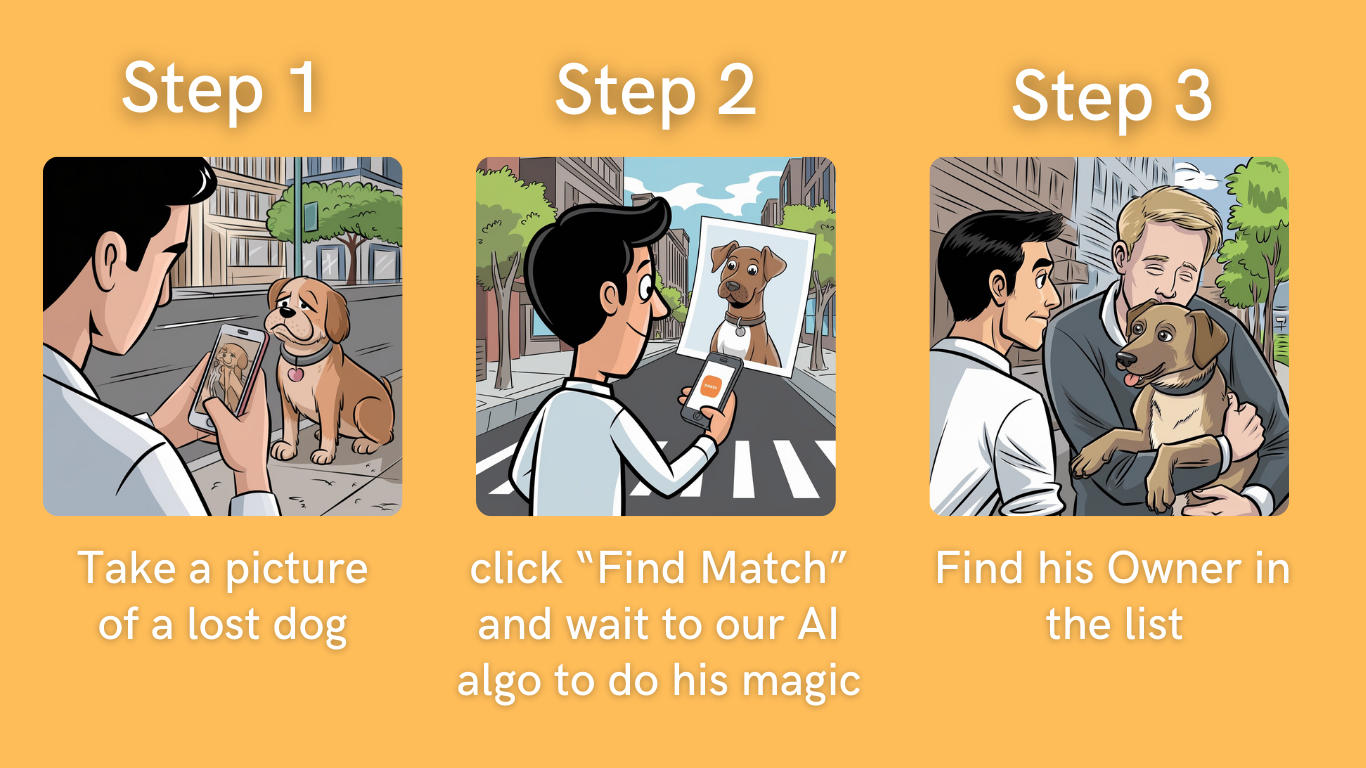 Step 1
Step 2
Step 3
Take a picture
of a lost dog
click “Find Match”
and wait to our AI
algo to do his magic
Find his Owner in
the list